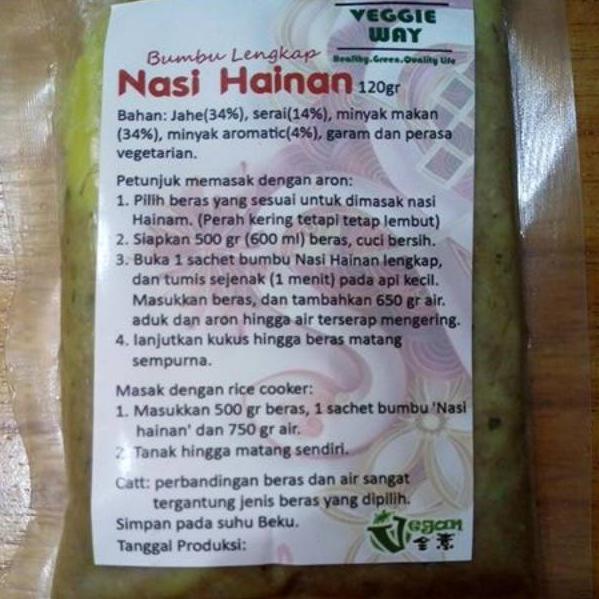 VEGGIE
WAY
Healthy.Green.Quality Life
Bumbu Lengkap
Nasi Hainan 120gr
Bahan: Jahe(34%), serai(14%), minyak makan
(34%), minyak aromatic(4%), garam dan perasa
vegetarian.
Petunjuk memasak dengan aron:
1. Pilih beras yang sesuai untuk dimasak nasi
Hainam. (Perah kering tetapi tetap lembut)
2. Siapkan 500 gr (600 ml) beras, cuci bersih.
3. Buka 1 sachet bumbu Nasi Hainan lengkap,
dan tumis sejenak (1 menit) pada api kecil.
Masukkan beras, dan tambahkan 650 gr air.
aduk dan aron hingga air terserap mengering.
4. lanjutkan kukus hingga beras matang
sempurna.
Masak dengan rice cooker:
1. Masukkan 500 gr beras, 1 sachet bumbu 'Nasi
hainan' dan 750 gr air.
2. Tanak hingga matang sendiri.
Catt: perbandingan beras dan air sangat
tergantung jenis beras yang dipilih.
Simpan pada suhu Beku.
Tanggal Produksi:
Vegan
全素